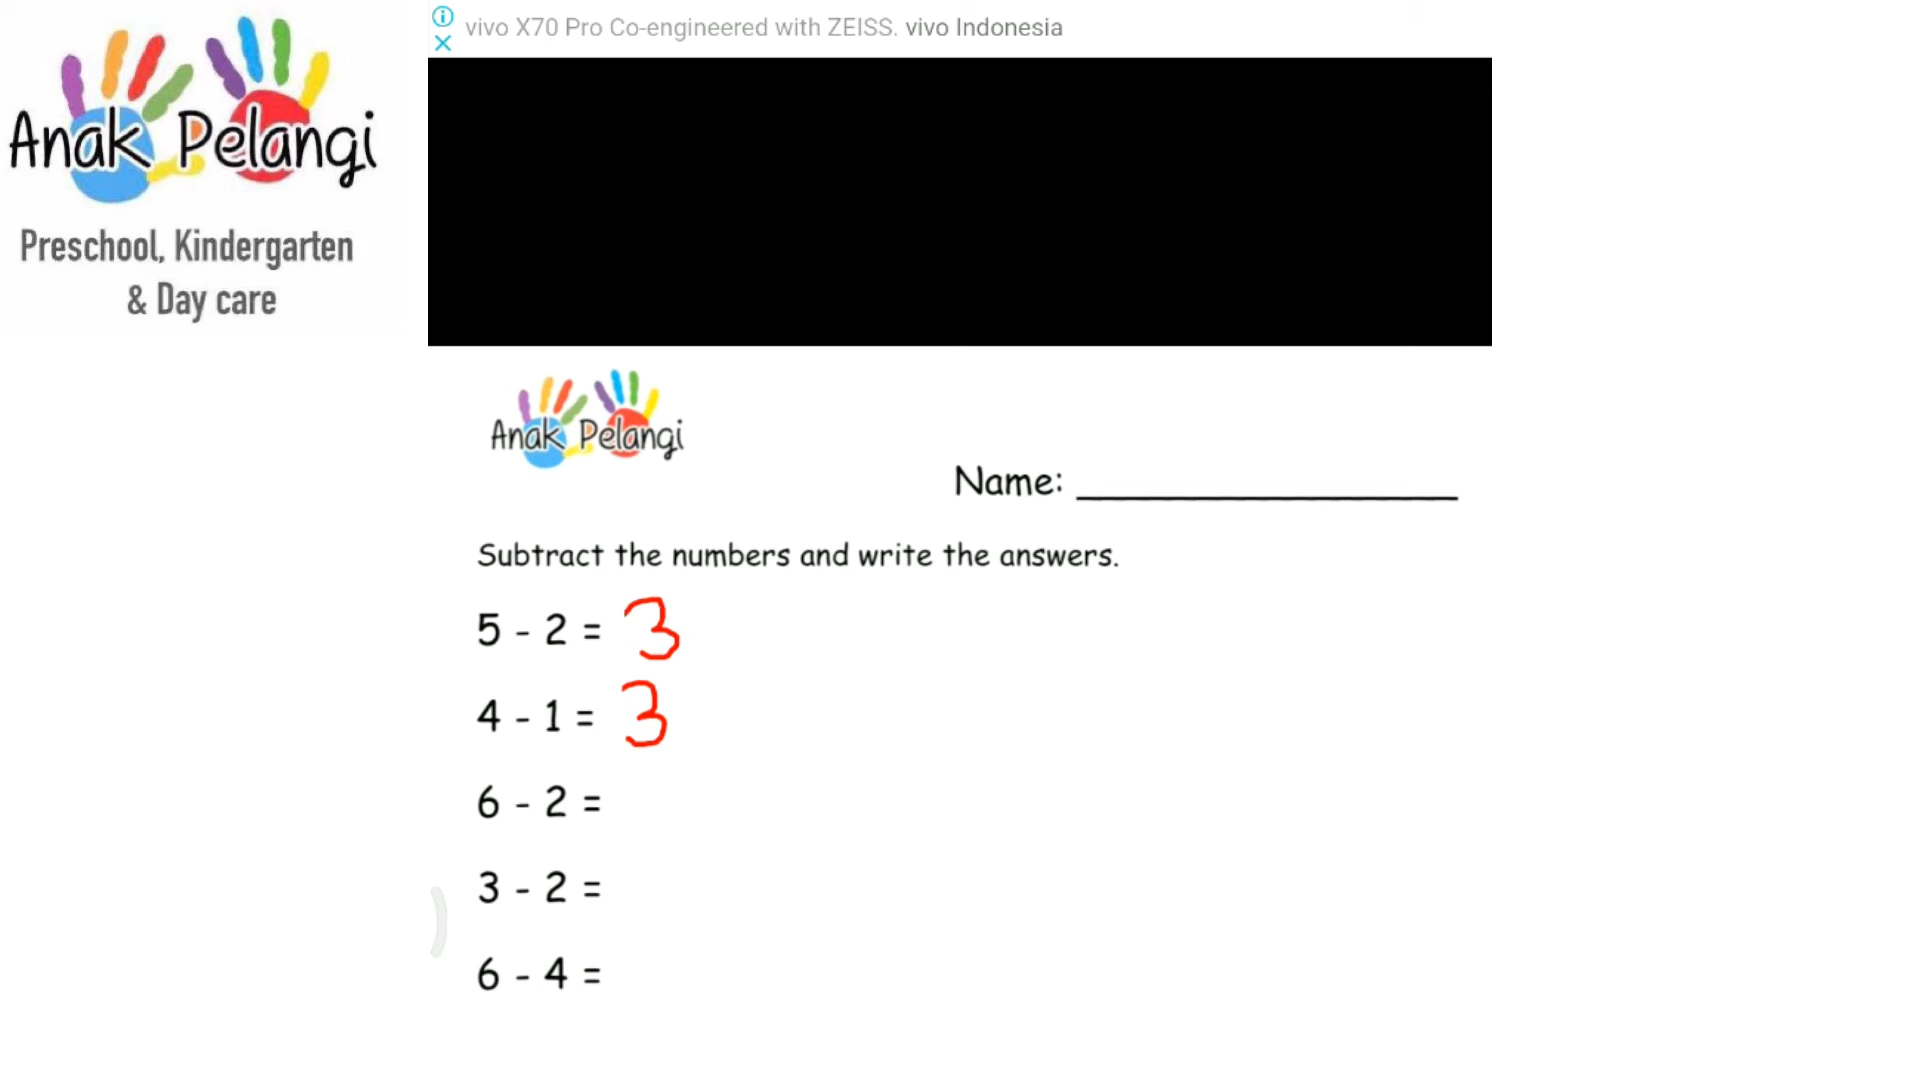 Anak Pelangi
Preschool, Kindergarten
& Day care
vivo X70 Pro Co-engineered with ZEISS. vivo Indonesia
Anak Pelangi
Name: ____________________
Subtract the numbers and write the answers.
5 - 2 = 3
4 - 1 = 3
6 - 2 =
3 - 2 =
6 - 4 =